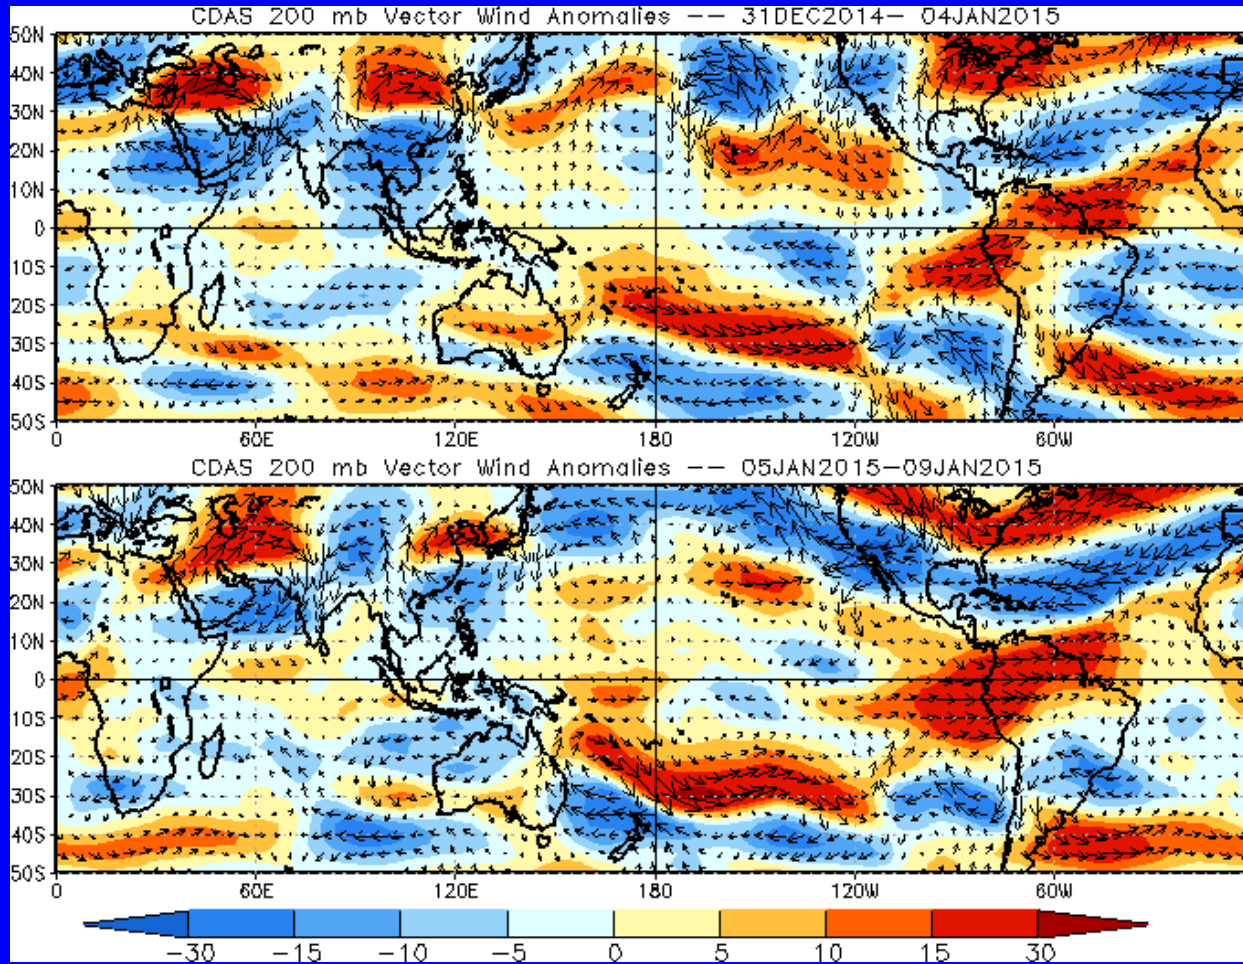 CDAS 200 mb Vector Wind Anomalies -- 31DEC2014- 04JAN2015
50N
40N
30N
20N
10N
0
10S
20S
30S
40S
50S
0 60E 120E 180 120W 60W
CDAS 200 mb Vector Wind Anomalies -- 05JAN2015-09JAN2015
50N
40N
30N
20N
10N
0
10S
20S
30S
40S
50S
0 60E 120E 180 120W 60W
-30 -15 -10 -5 0 5 10 15 30